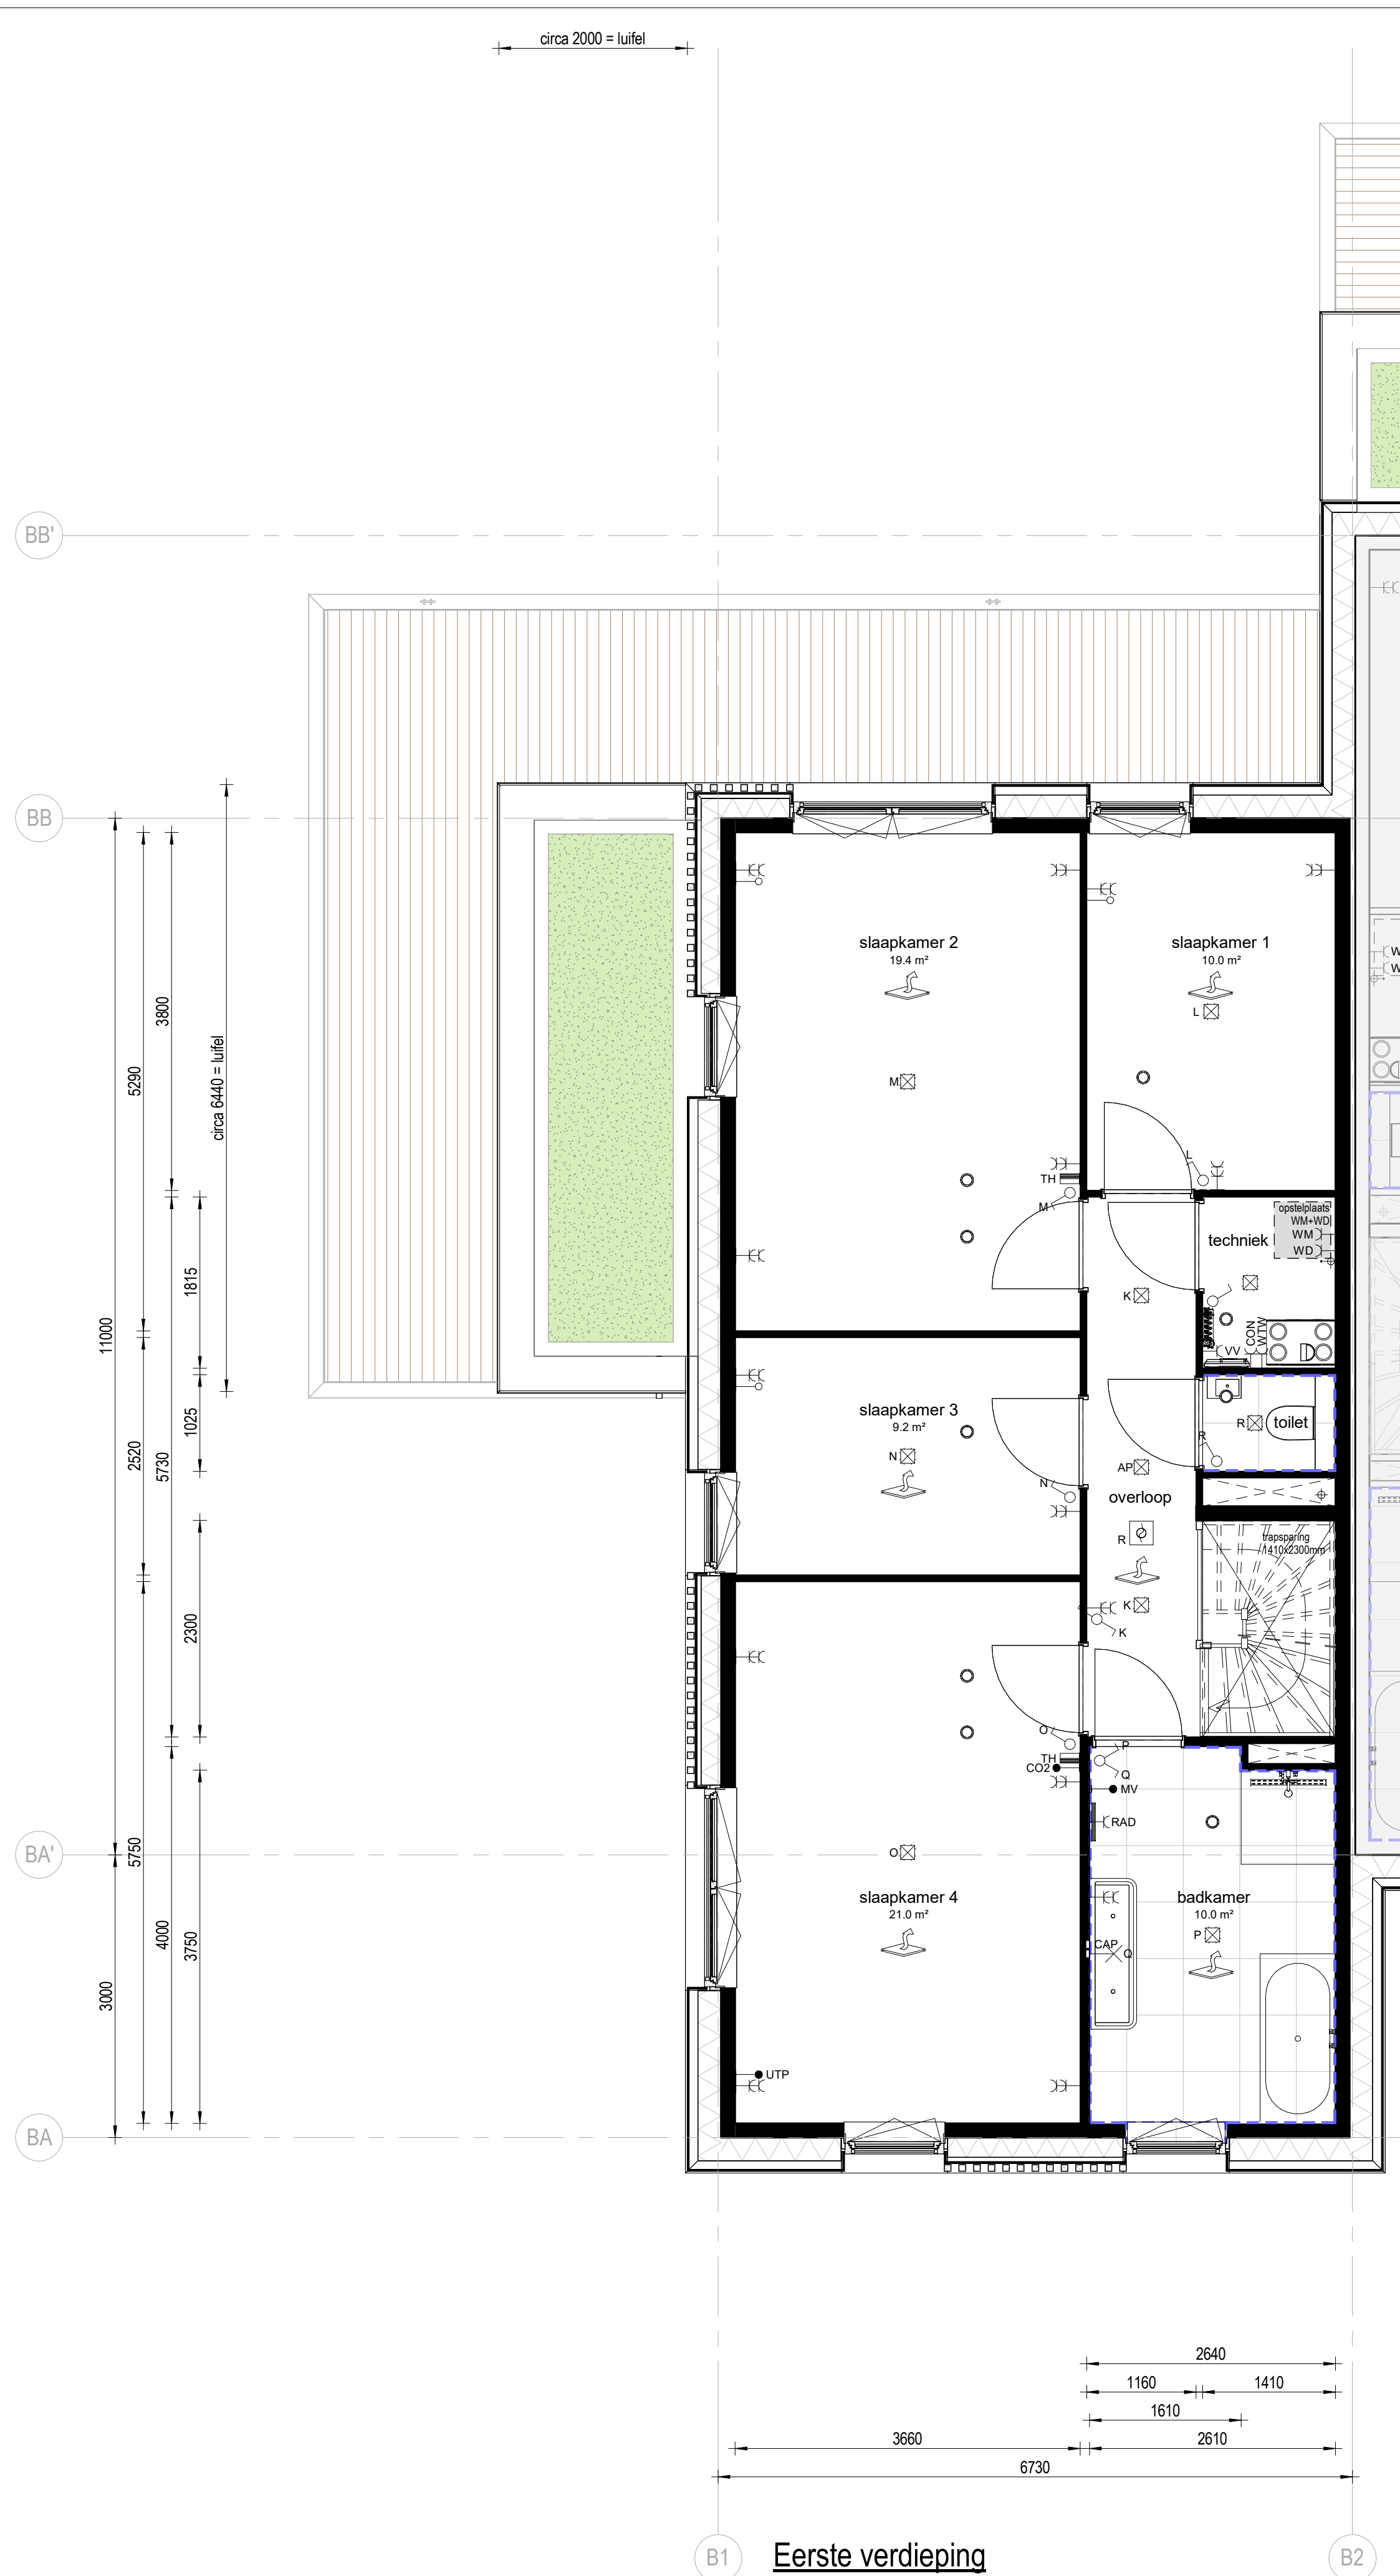 circa 2000 = luifel
BB'
BB
slaapkamer 2
19.4 m²
slaapkamer 1
10.0 m²
L
M
3800
5290
circa 6440 = luifel
W
W
L
TH
M
opstelplaats
WM+WD
WM
WD
techniek
K
1815
11000
CON
WTW
VV
1025
slaapkamer 3
9.2 m²
R
toilet
R
N
AP
N
overloop
2520
5730
R
trapsparing
1410x2300mm
K
K
2300
O
TH
CO2
P
Q
MV
RAD
BA'
5750
O
slaapkamer 4
21.0 m²
badkamer
10.0 m²
P
CAP
Q
4000
3750
3000
UTP
BA
2640
1160
1410
1610
3660
2610
6730
B1
Eerste verdieping
B2